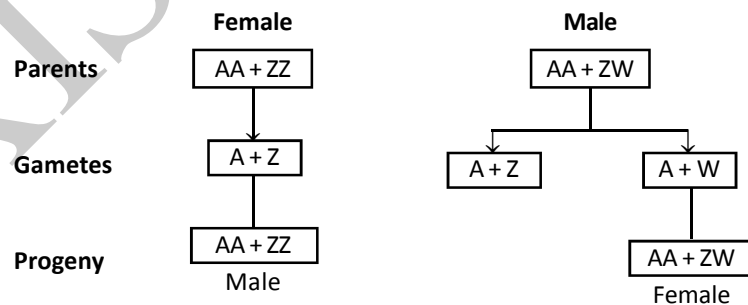 Female Male
Parents AA + ZZ AA + ZW
Gametes A + Z A + Z A + W
Progeny AA + ZZ AA + ZW
Male Female